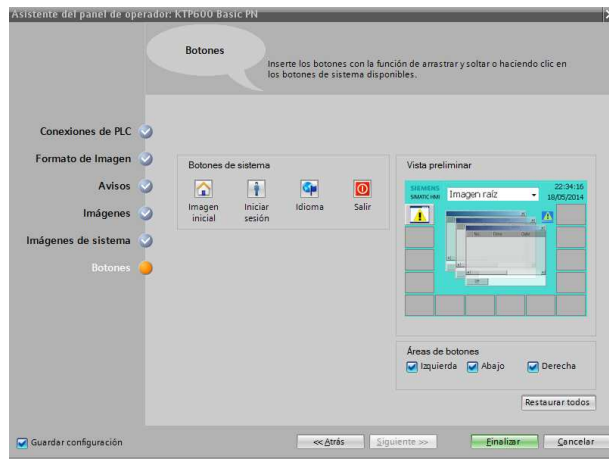 Asistente del panel de operador: KTP600 Basic PN
Botones
Inserte los botones con la función de arrastrar y soltar o haciendo clic en
los botones de sistema disponibles.
Conexiones de PLC
Formato de Imagen
Avisos
Imágenes
Imágenes de sistema
Botones
Botones de sistema
Imagen
inicial
Iniciar
sesión
Idioma
Salir
Vista preliminar
SIEMENS
SIMATIC HMI
Imagen raíz
22:34:16
18/05/2014
Áreas de botones
Izquierda
Abajo
Derecha
Restaurar todos
Guardar configuración
<< Atrás
Siguiente >>
Finalizar
Cancelar